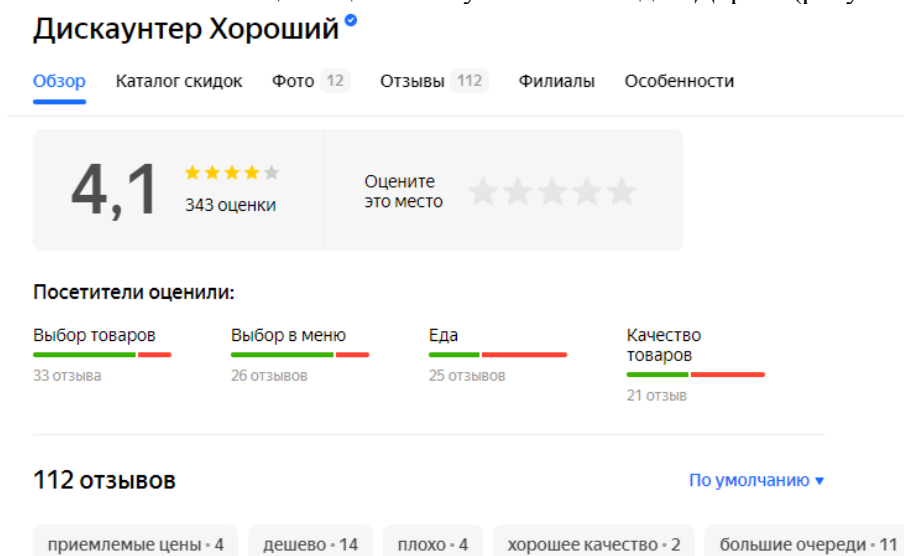 Дискаунтер Хороший
Обзор Каталог скидок Фото 12 Отзывы 112 Филиалы Особенности
4,1
343 оценки
Оцените
это место
Посетители оценили:
Выбор товаров Выбор в меню Еда Качество
товаров
33 отзыва 26 отзывов 25 отзывов
21 отзыв
112 отзывов По умолчанию ▾
приемлемые цены • 4 дешево • 14 плохо • 4 хорошее качество • 2 большие очереди • 11